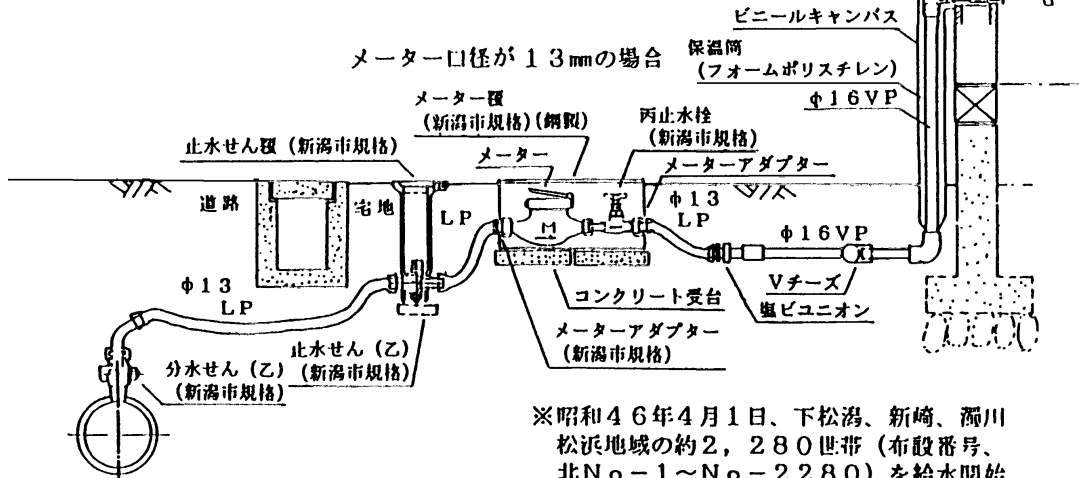 ビニールキャンバス
メーター口径が13mmの場合
保温筒
(フォームポリスチレン)
φ16VP
メーター覆
(新潟市規格)(鋼製)
丙止水栓
(新潟市規格)
止水せん覆 (新潟市規格)
メーター
メーターアダプター
道路
宅地
LP
φ13
LP
M
φ16VP
φ13
LP
Vチーズ
コンクリート受台
塩ビユニオン
メーターアダプター
(新潟市規格)
止水せん (乙)
(新潟市規格)
分水せん (乙)
(新潟市規格)
※昭和46年4月1日、下松潟、新崎、濁川
松浜地域の約2,280世帯 (布設番号、
北No-1~No-2280) を給水開始